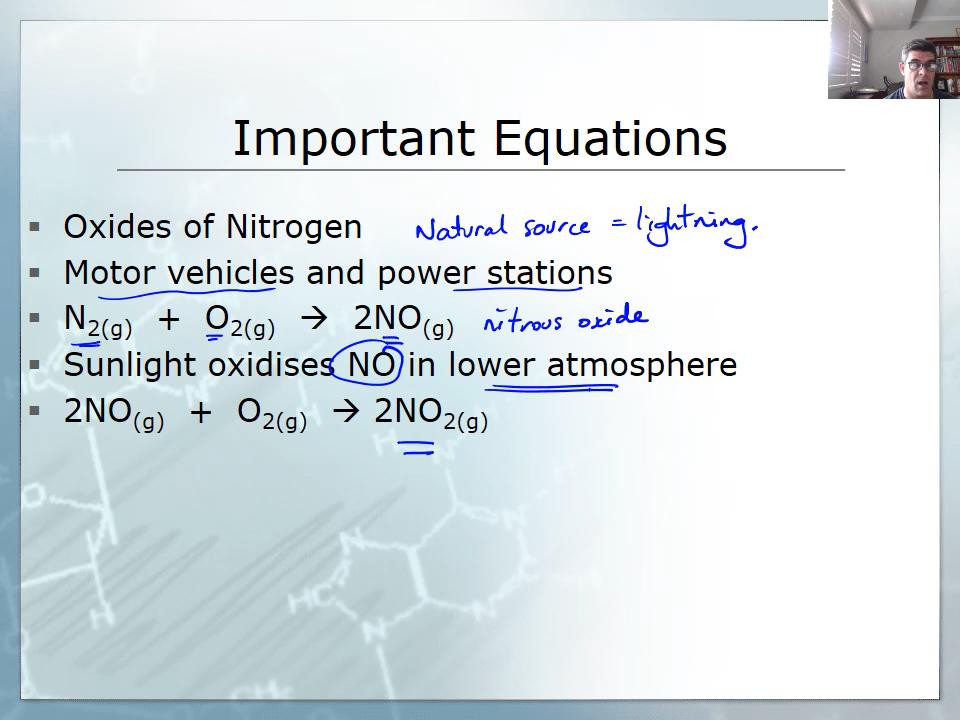 Important Equations
▪ Oxides of Nitrogen Natural source = lightning.
▪ Motor vehicles and power stations
▪ N₂(g) + O₂(g) → 2NO(g) nitrous oxide
▪ Sunlight oxidises NO in lower atmosphere
▪ 2NO(g) + O₂(g) → 2NO₂(g)